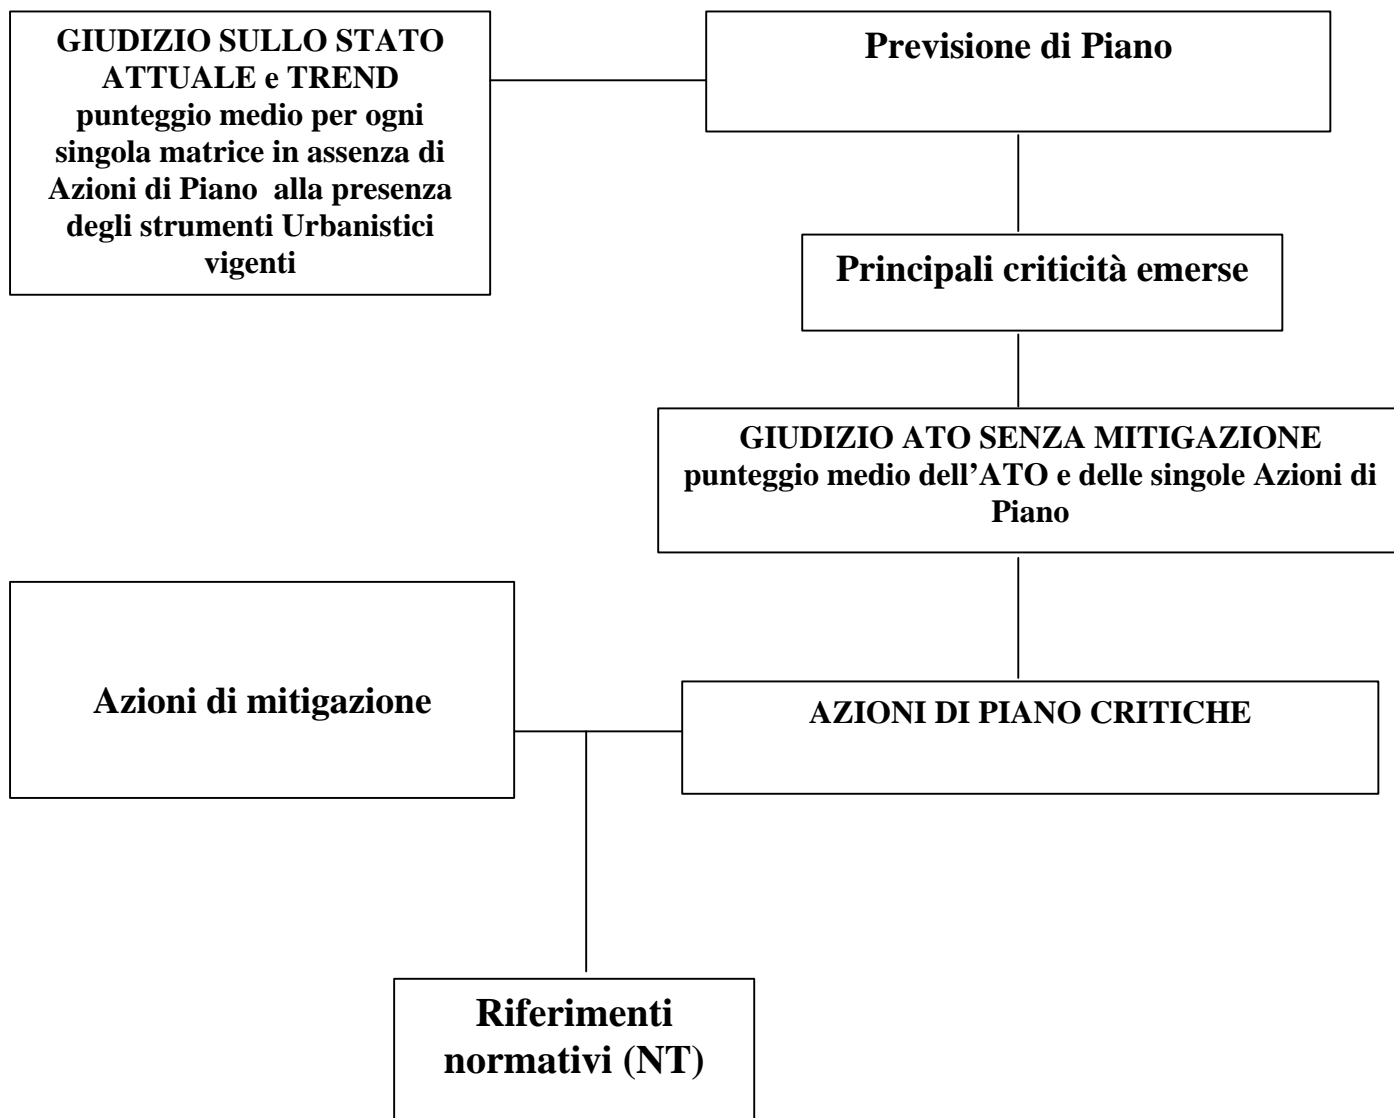 GIUDIZIO SULLO STATO
ATTUALE e TREND
punteggio medio per ogni
singola matrice in assenza di
Azioni di Piano alla presenza
degli strumenti Urbanistici
vigenti
Previsione di Piano
Principali criticità emerse
GIUDIZIO ATO SENZA MITIGAZIONE
punteggio medio dell’ATO e delle singole Azioni di
Piano
Azioni di mitigazione
AZIONI DI PIANO CRITICHE
Riferimenti
normativi (NT)